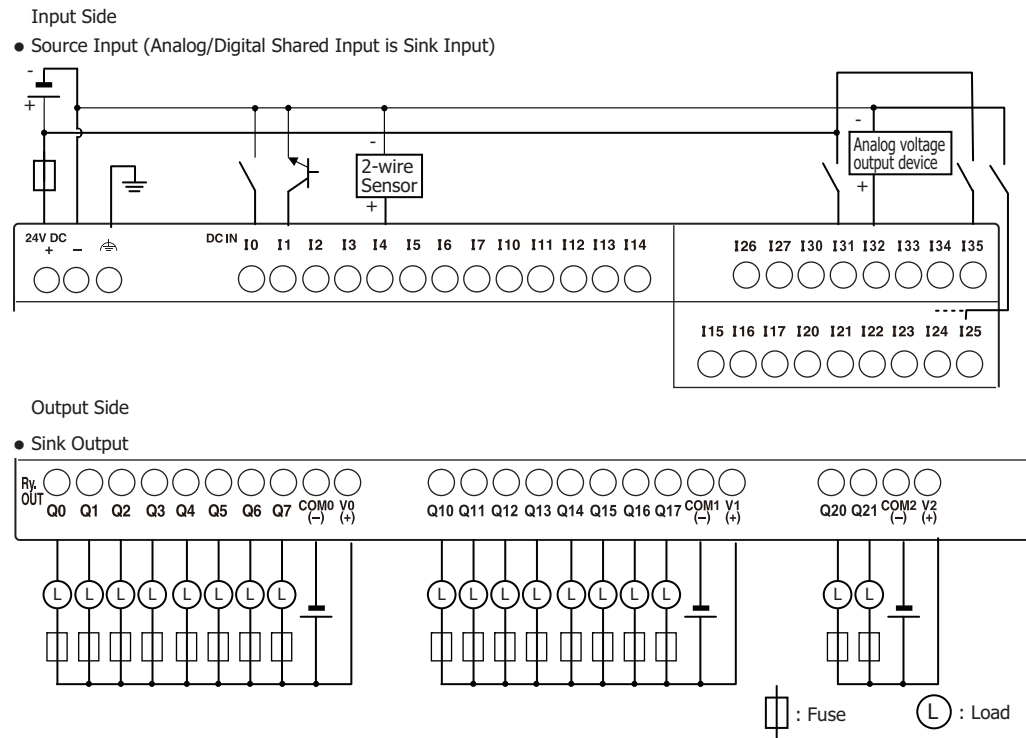 Input Side
● Source Input (Analog/Digital Shared Input is Sink Input)
-
+
-
2-wire
Sensor
+
-
Analog voltage
output device
+
24V DC
+ −
DC IN I0 I1 I2 I3 I4 I5 I6 I7 I10 I11 I12 I13 I14
I26 I27 I30 I31 I32 I33 I34 I35
I15 I16 I17 I20 I21 I22 I23 I24 I25
Output Side
● Sink Output
Ry.
OUT
Q0 Q1 Q2 Q3 Q4 Q5 Q6 Q7 COM0 V0
(−) (+)
Q10 Q11 Q12 Q13 Q14 Q15 Q16 Q17 COM1 V1
(−) (+)
Q20 Q21 COM2 V2
(−) (+)
L L L L L L L L
L L L L L L L L
L L
: Fuse
L : Load